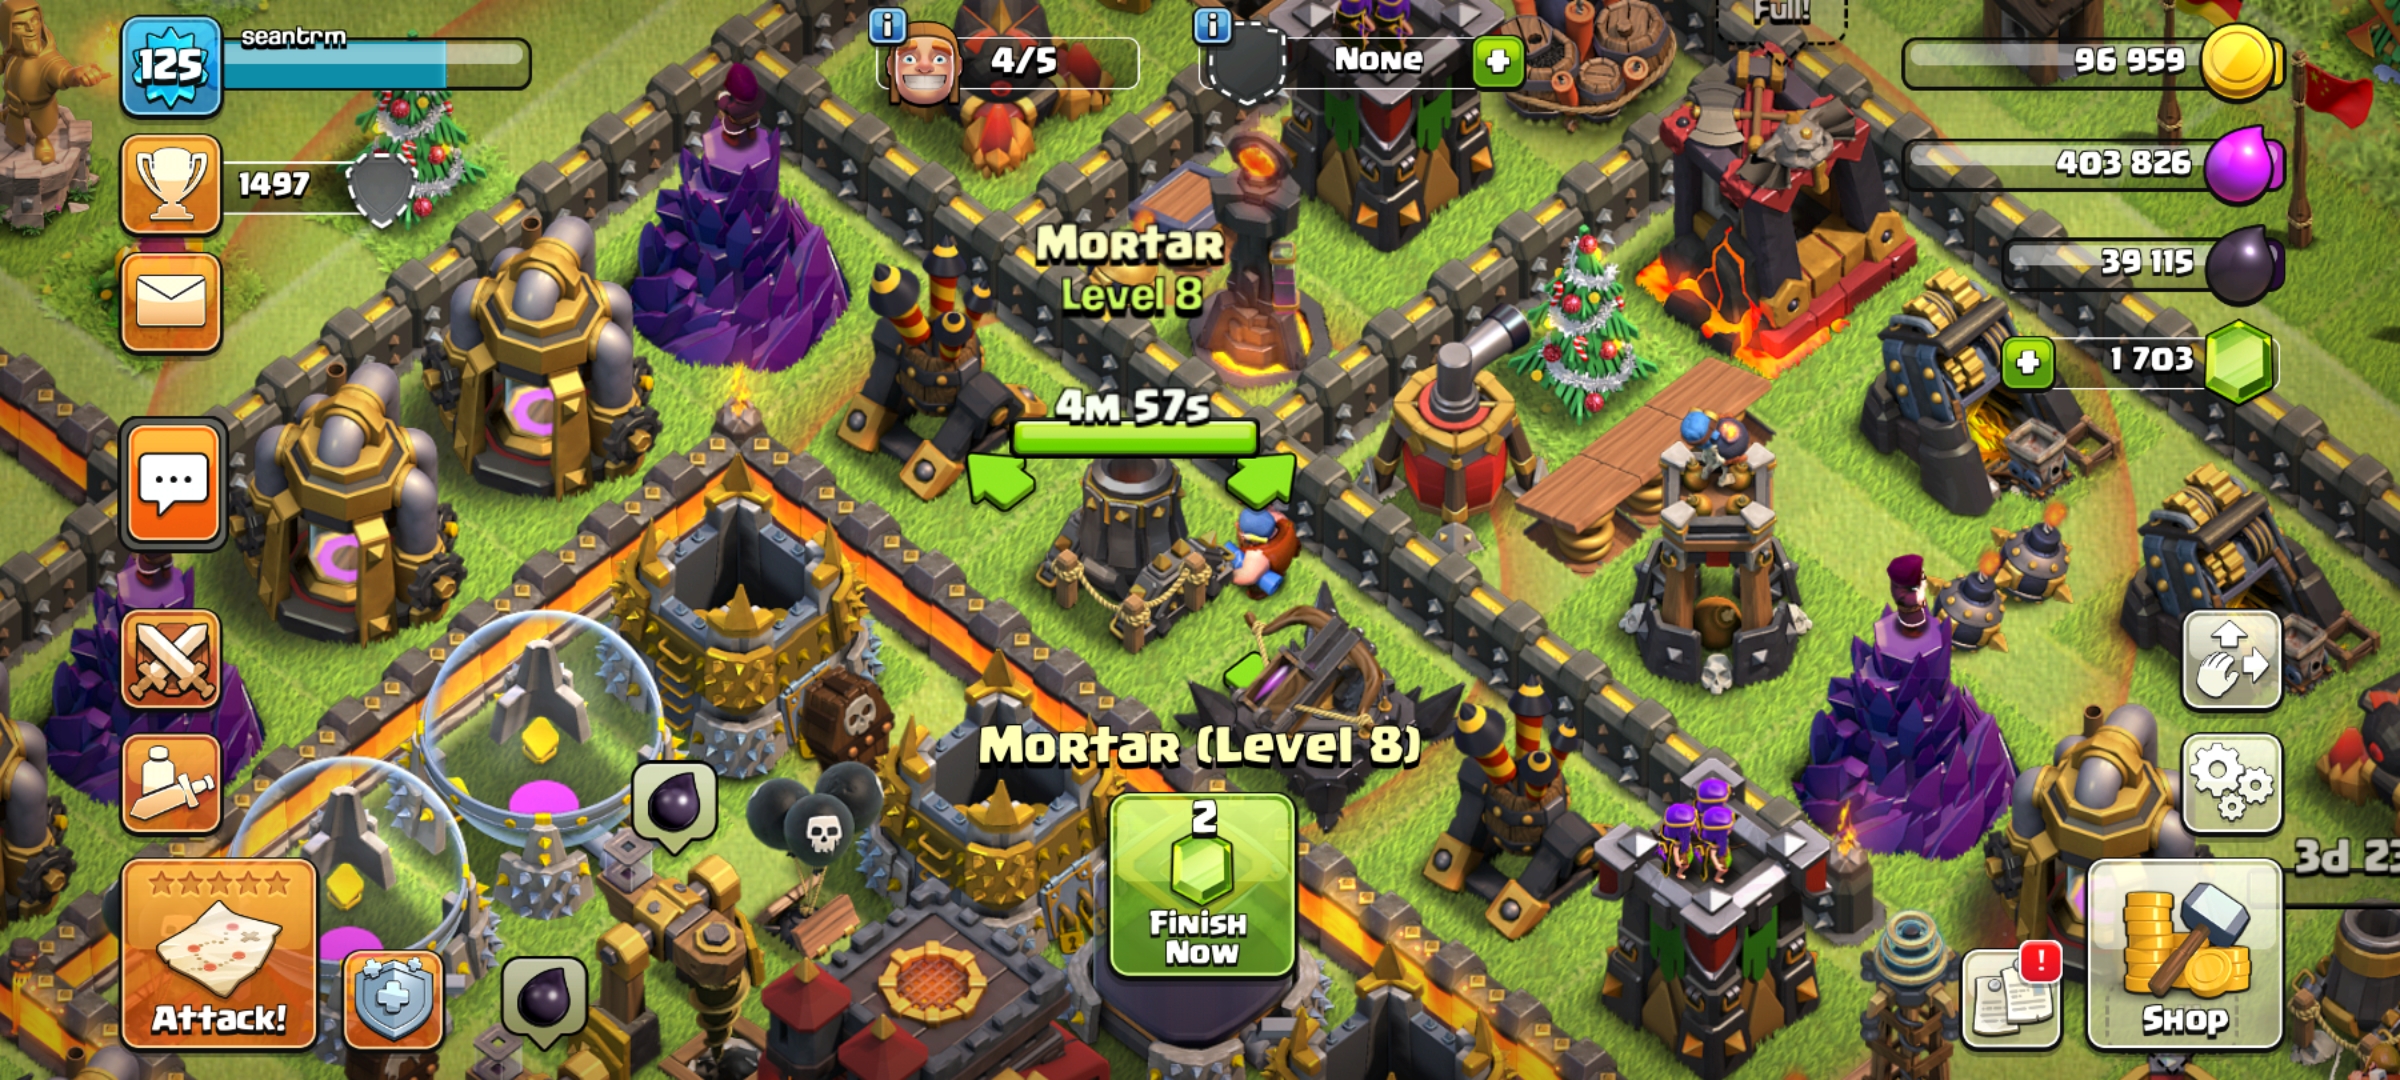 125
seantrm
4/5
None
Full!
96 959
1497
403 826
39 115
1 703
Mortar
Level 8
4m 57s
Mortar (Level 8)
2
Finish
Now
3d 23
Attack!
!
Shop